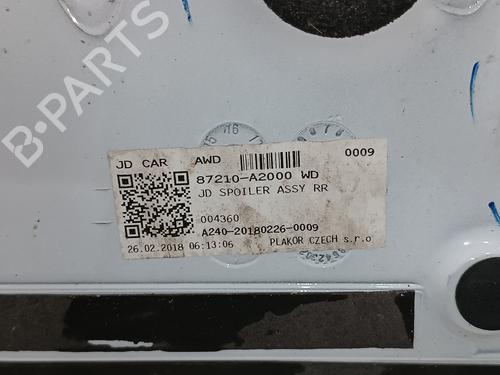 B-PARTS
JD CAR AWD 0009
87210-A2000 WD
JD SPOILER ASSY RR
004360
A240-20180226-0009
26.02.2018 06:13:06 PLAKOR CZECH s.r.o